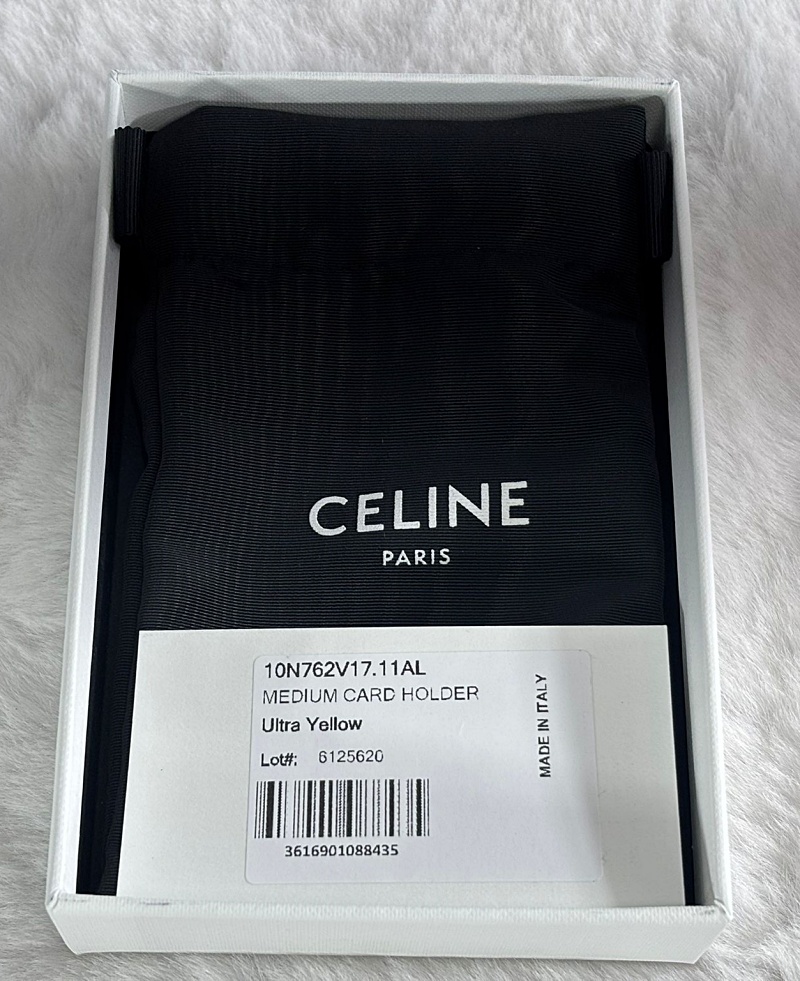 CELINE
PARIS
10N762V17.11AL
MEDIUM CARD HOLDER
Ultra Yellow
Lot#: 6125620
3616901088435
MADE IN ITALY